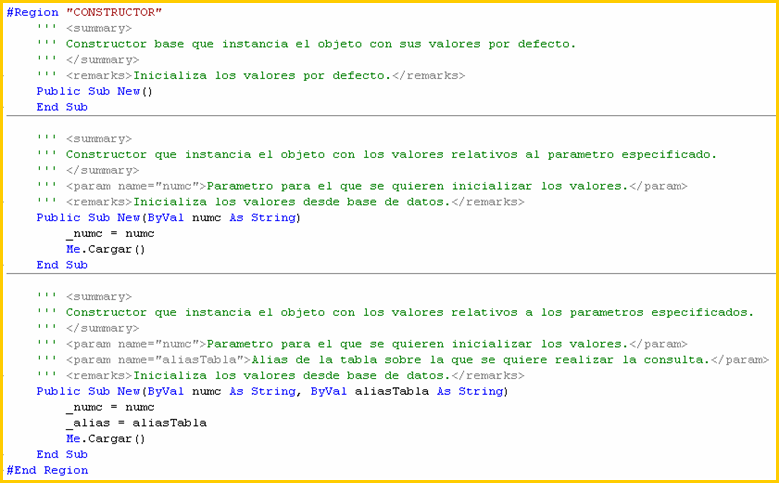 #Region "CONSTRUCTOR"
''' <summary>
''' Constructor base que instancia el objeto con sus valores por defecto.
''' </summary>
''' <remarks>Inicializa los valores por defecto.</remarks>
Public Sub New()
End Sub
''' <summary>
''' Constructor que instancia el objeto con los valores relativos al parametro especificado.
''' </summary>
''' <param name="numc">Parametro para el que se quieren inicializar los valores.</param>
''' <remarks>Inicializa los valores desde base de datos.</remarks>
Public Sub New(ByVal numc As String)
_numc = numc
Me.Cargar()
End Sub
''' <summary>
''' Constructor que instancia el objeto con los valores relativos a los parametros especificados.
''' </summary>
''' <param name="numc">Parametro para el que se quieren inicializar los valores.</param>
''' <param name="aliasTabla">Alias de la tabla sobre la que se quiere realizar la consulta.</param>
''' <remarks>Inicializa los valores desde base de datos.</remarks>
Public Sub New(ByVal numc As String, ByVal aliasTabla As String)
_numc = numc
_alias = aliasTabla
Me.Cargar()
End Sub
#End Region